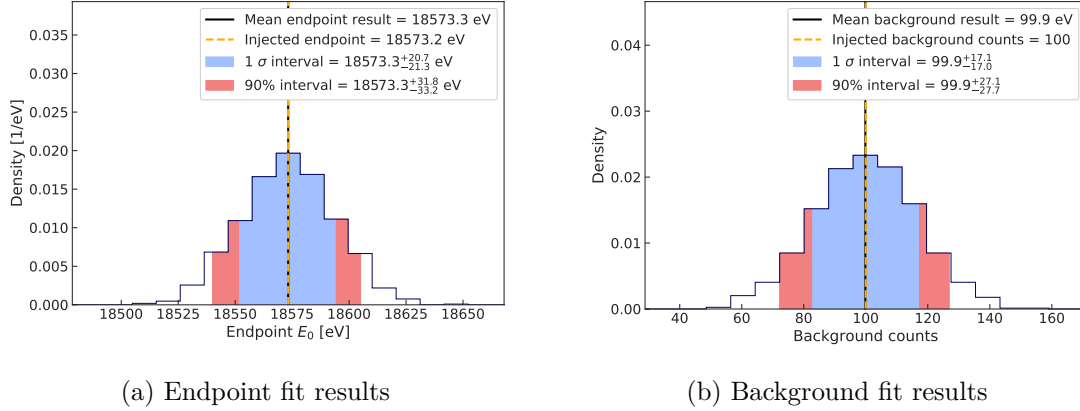 Mean endpoint result = 18573.3 eV
Injected endpoint = 18573.2 eV
1 σ interval = 18573.3$^{+20.7}_{-21.3}$ eV
90% interval = 18573.3$^{+31.8}_{-33.2}$ eV
0.035
0.030
0.025
0.020
0.015
0.010
0.005
0.000
Density [1/eV]
18500 18525 18550 18575 18600 18625 18650
Endpoint $E_0$ [eV]
(a) Endpoint fit results
Mean background result = 99.9 eV
Injected background counts = 100
1 σ interval = 99.9$^{+17.1}_{-17.0}$
90% interval = 99.9$^{+27.1}_{-27.7}$
0.04
0.03
0.02
0.01
0.00
Density
40 60 80 100 120 140 160
Background counts
(b) Background fit results